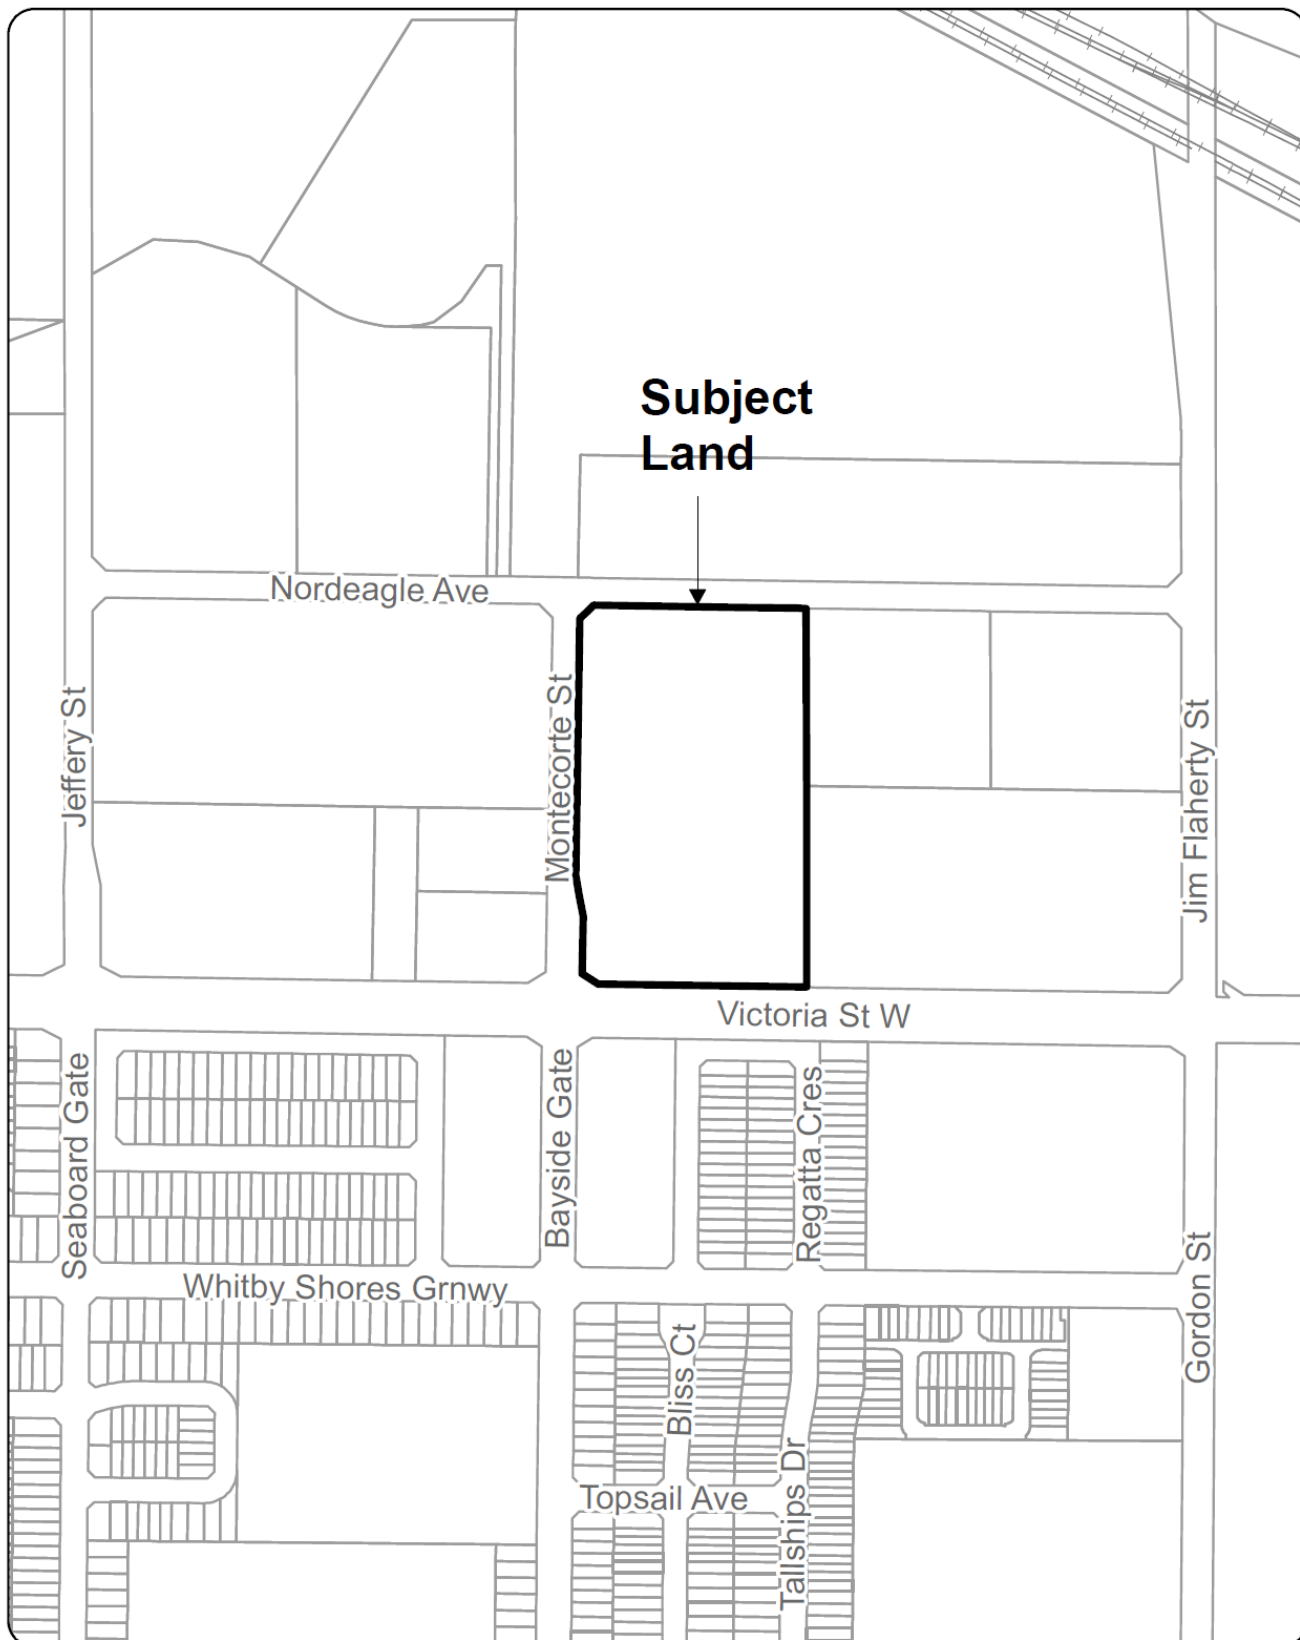 Subject
Land
Nordeagle Ave
Jeffery St
Montecorte St
Jim Flaherty St
Victoria St W
Seaboard Gate
Bayside Gate
Regatta Cres
Whitby Shores Grnwy
Gordon St
Bliss Ct
Topsail Ave
Tallships Dr